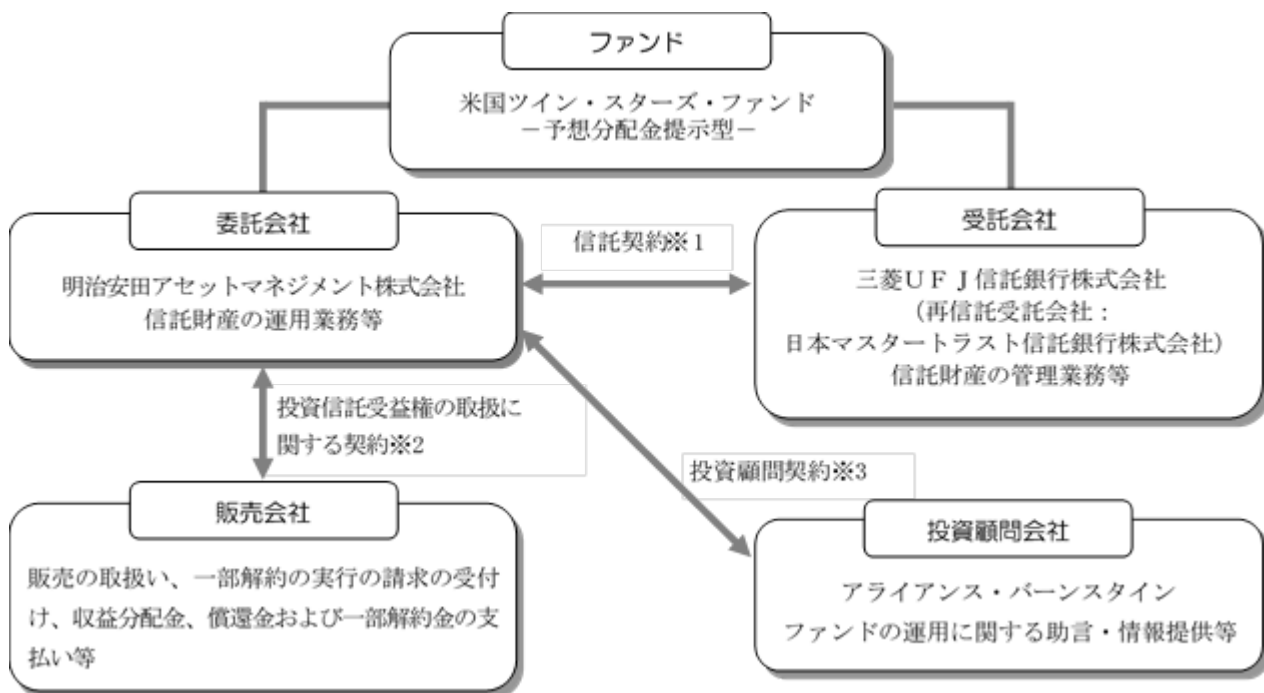 ファンド
米国ツイン・スターズ・ファンド
－予想分配金提示型－
委託会社
明治安田アセットマネジメント株式会社
信託財産の運用業務等
信託契約※1
受託会社
三菱ＵＦＪ信託銀行株式会社
（再信託受託会社：
日本マスタートラスト信託銀行株式会社）
信託財産の管理業務等
投資信託受益権の取扱に
関する契約※2
投資顧問契約※3
販売会社
販売の取扱い、一部解約の実行の請求の受付
け、収益分配金、償還金および一部解約金の支
払い等
投資顧問会社
アライアンス・バーンスタイン
ファンドの運用に関する助言・情報提供等